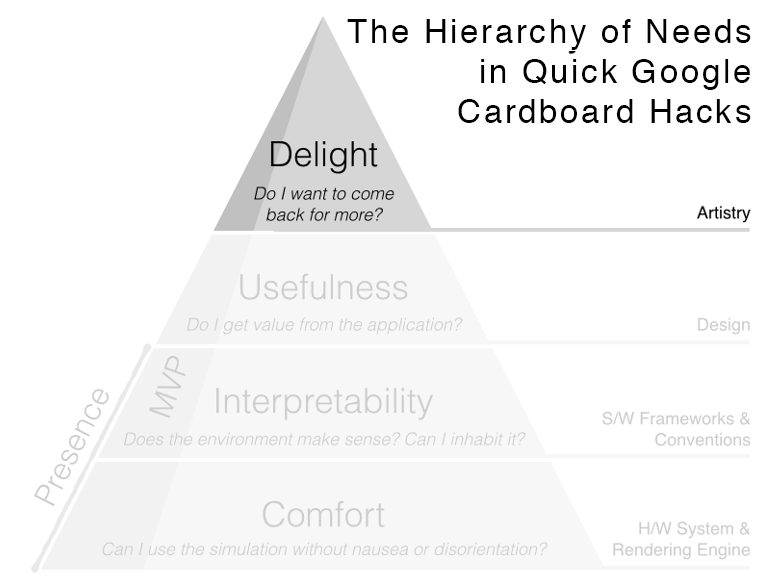 The Hierarchy of Needs
in Quick Google
Cardboard Hacks
Delight
Do I want to come
back for more?
Artistry
Usefulness
Do I get value from the application?
Design
MVP
Presence
Interpretability
Does the environment make sense? Can I inhabit it?
S/W Frameworks &
Conventions
Comfort
Can I use the simulation without nausea or disorientation?
H/W System &
Rendering Engine